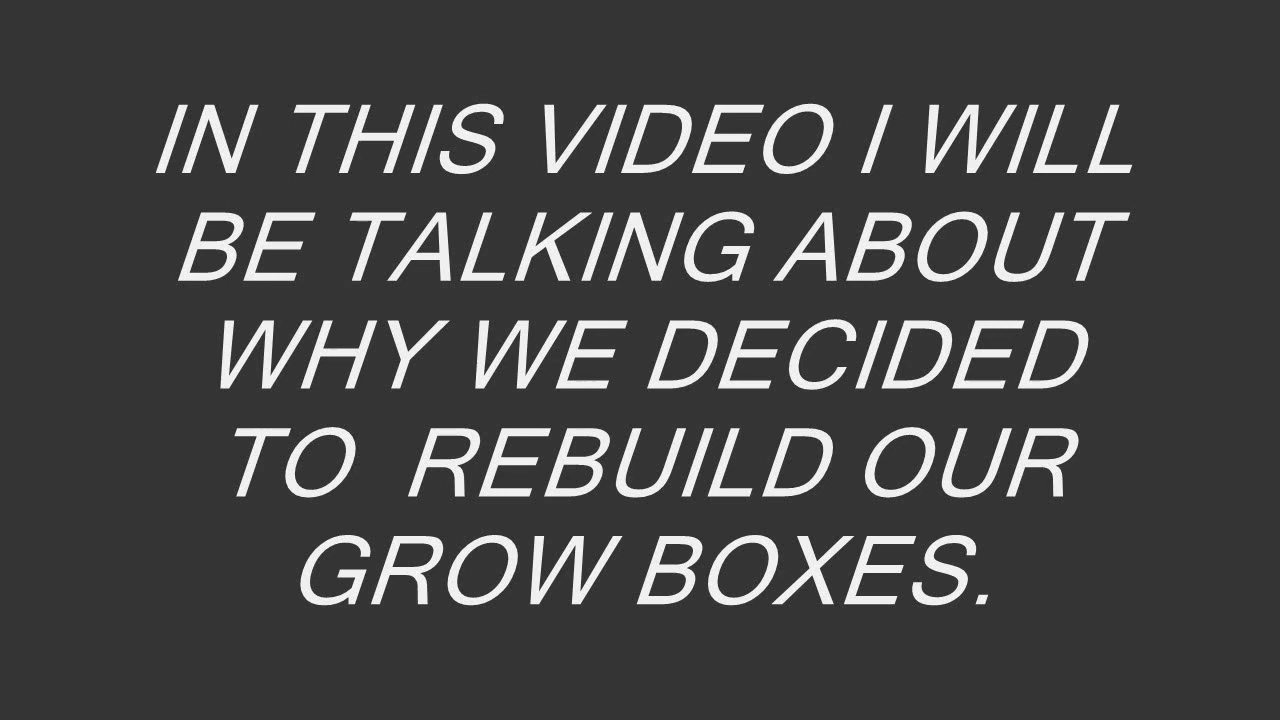 IN THIS VIDEO I WILL
BE TALKING ABOUT
WHY WE DECIDED
TO  REBUILD OUR
GROW BOXES.